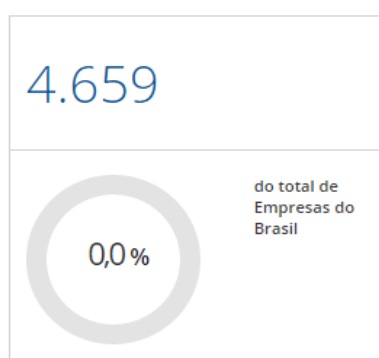 4.659
0,0 %
do total de
Empresas do
Brasil